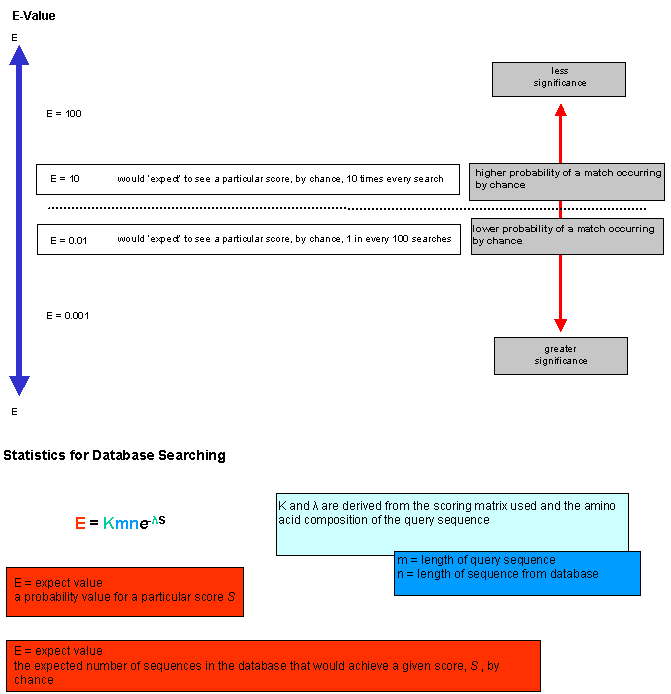 E-Value
E
less
significance
E = 100
E = 10 would 'expect' to see a particular score, by chance, 10 times every search
higher probability of a match occurring
by chance
E = 0.01 would 'expect' to see a particular score, by chance, 1 in every 100 searches
lower probability of a match occurring
by chance
E = 0.001
greater
significance
E
Statistics for Database Searching
E = Kmne-λS
K and λ are derived from the scoring matrix used and the amino
acid composition of the query sequence
m = length of query sequence
n = length of sequence from database
E = expect value
a probability value for a particular score S
E = expect value
the expected number of sequences in the database that would achieve a given score, S , by
chance